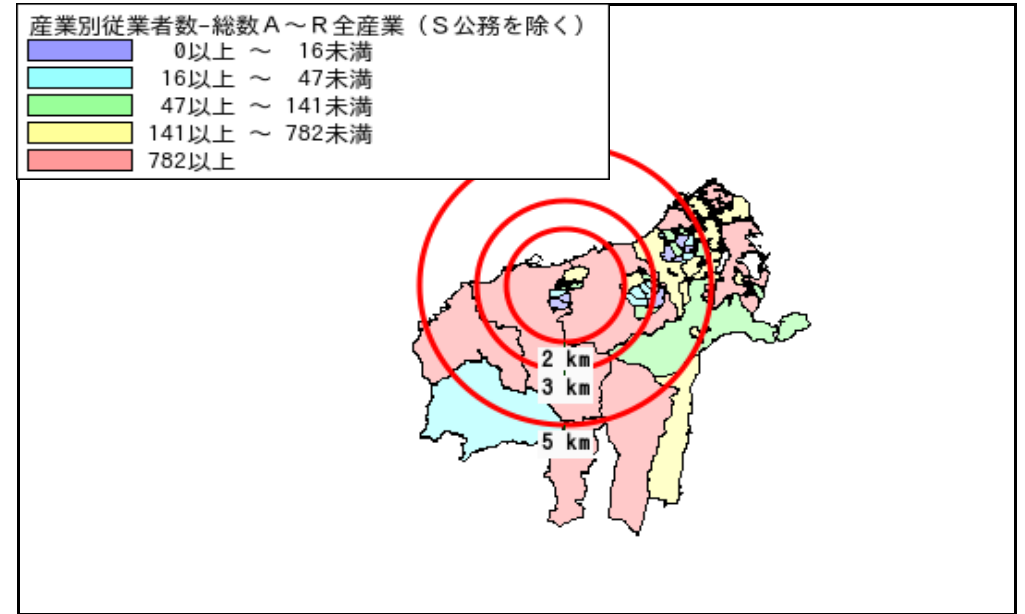 産業別従業者数−総数A〜R全産業（S公務を除く）
0以上 〜 16未満
16以上 〜 47未満
47以上 〜 141未満
141以上 〜 782未満
782以上
2 km
3 km
5 km